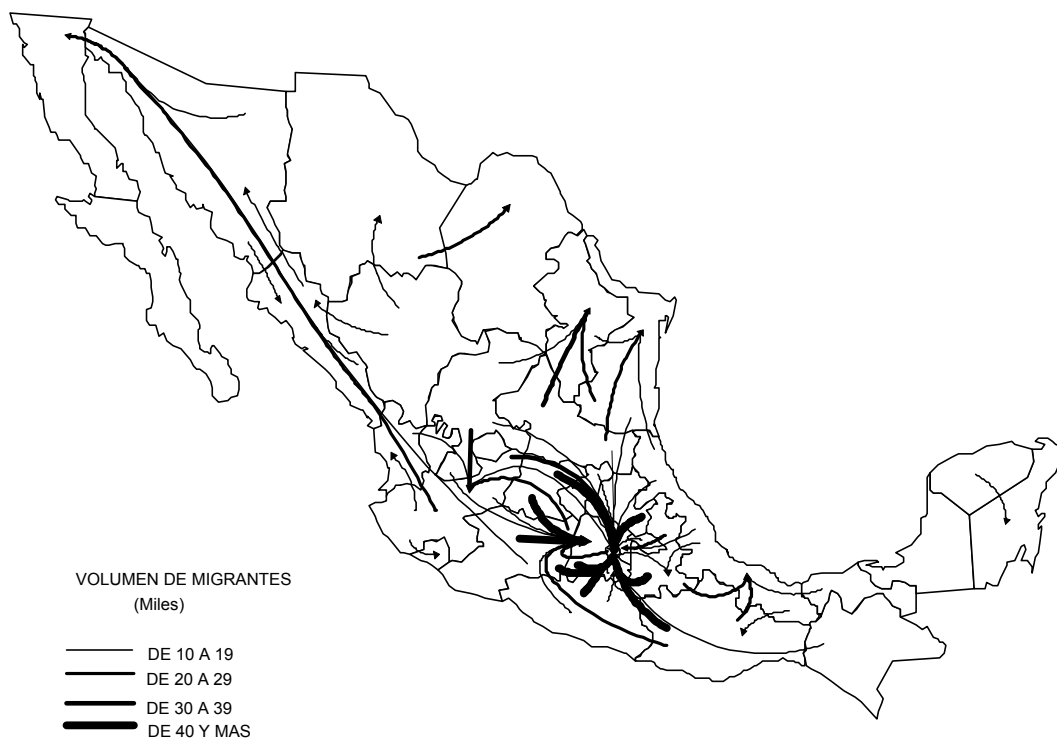 VOLUMEN DE MIGRANTES
(Miles)
DE 10 A 19
DE 20 A 29
DE 30 A 39
DE 40 Y MAS